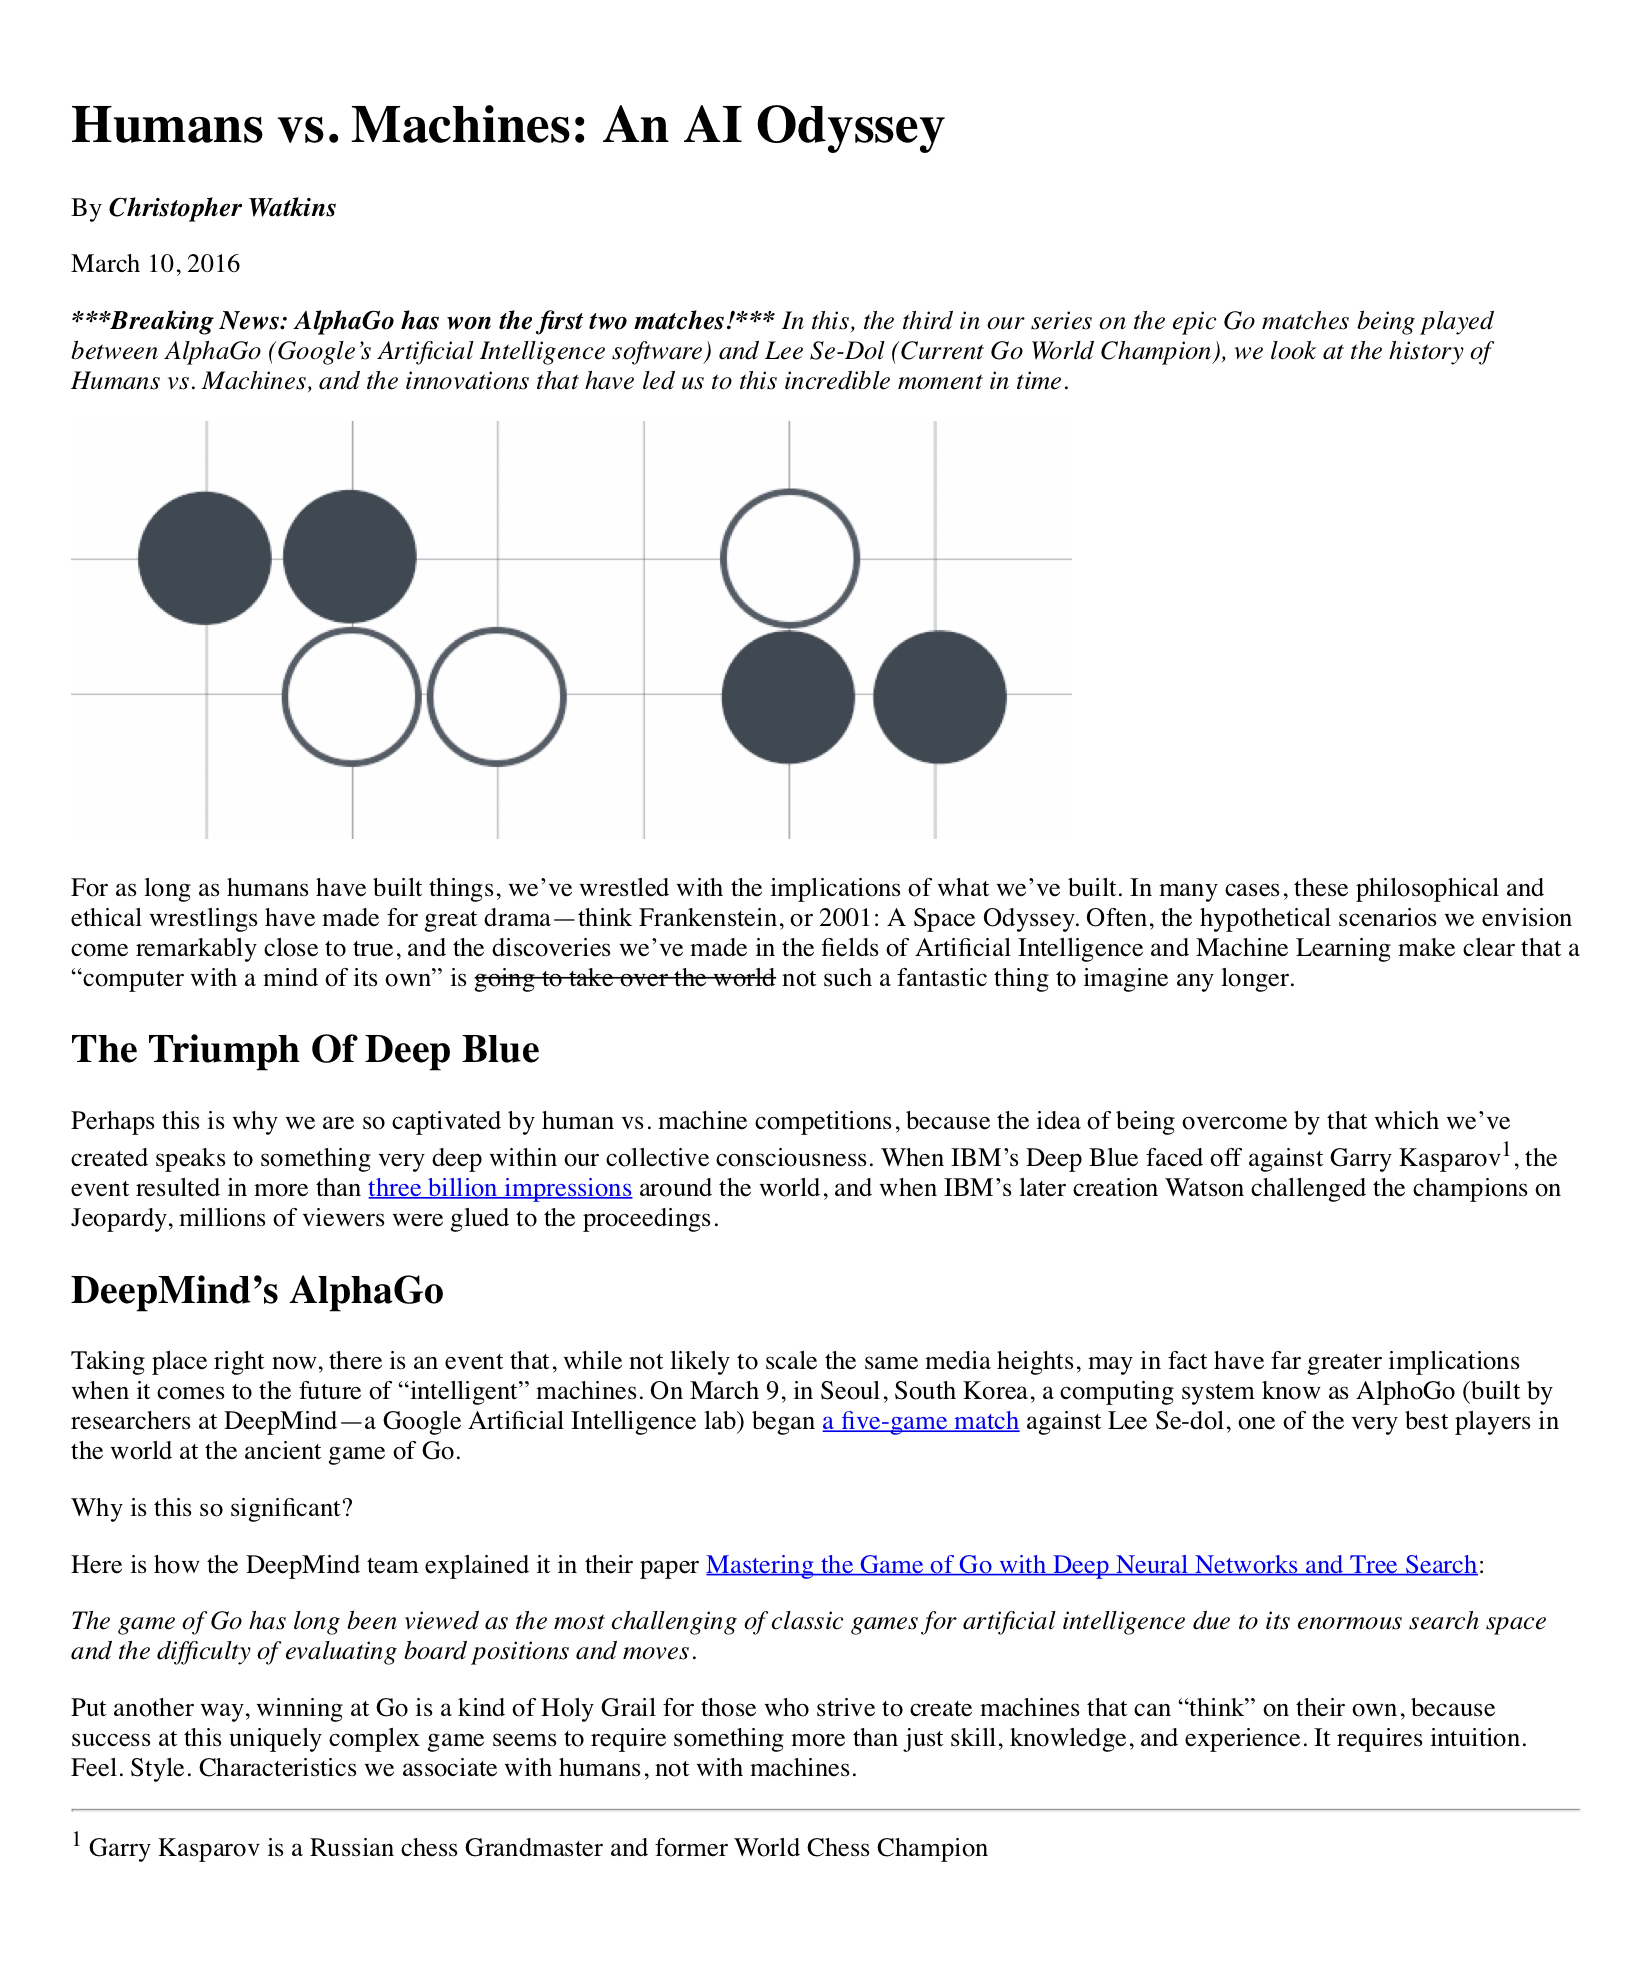 Humans vs. Machines: An AI Odyssey
By Christopher Watkins
March 10, 2016
***Breaking News: AlphaGo has won the first two matches!*** In this, the third in our series on the epic Go matches being played
between AlphaGo (Google’s Artificial Intelligence software) and Lee Se-Dol (Current Go World Champion), we look at the history of
Humans vs. Machines, and the innovations that have led us to this incredible moment in time.
For as long as humans have built things, we’ve wrestled with the implications of what we’ve built. In many cases, these philosophical and
ethical wrestlings have made for great drama—think Frankenstein, or 2001: A Space Odyssey. Often, the hypothetical scenarios we envision
come remarkably close to true, and the discoveries we’ve made in the fields of Artificial Intelligence and Machine Learning make clear that a
“computer with a mind of its own” is going to take over the world not such a fantastic thing to imagine any longer.
The Triumph Of Deep Blue
Perhaps this is why we are so captivated by human vs. machine competitions, because the idea of being overcome by that which we’ve
created speaks to something very deep within our collective consciousness. When IBM’s Deep Blue faced off against Garry Kasparov1, the
event resulted in more than three billion impressions around the world, and when IBM’s later creation Watson challenged the champions on
Jeopardy, millions of viewers were glued to the proceedings.
DeepMind’s AlphaGo
Taking place right now, there is an event that, while not likely to scale the same media heights, may in fact have far greater implications
when it comes to the future of “intelligent” machines. On March 9, in Seoul, South Korea, a computing system know as AlphoGo (built by
researchers at DeepMind—a Google Artificial Intelligence lab) began a five-game match against Lee Se-dol, one of the very best players in
the world at the ancient game of Go.
Why is this so significant?
Here is how the DeepMind team explained it in their paper Mastering the Game of Go with Deep Neural Networks and Tree Search:
The game of Go has long been viewed as the most challenging of classic games for artificial intelligence due to its enormous search space
and the difficulty of evaluating board positions and moves.
Put another way, winning at Go is a kind of Holy Grail for those who strive to create machines that can “think” on their own, because
success at this uniquely complex game seems to require something more than just skill, knowledge, and experience. It requires intuition.
Feel. Style. Characteristics we associate with humans, not with machines.
1 Garry Kasparov is a Russian chess Grandmaster and former World Chess Champion